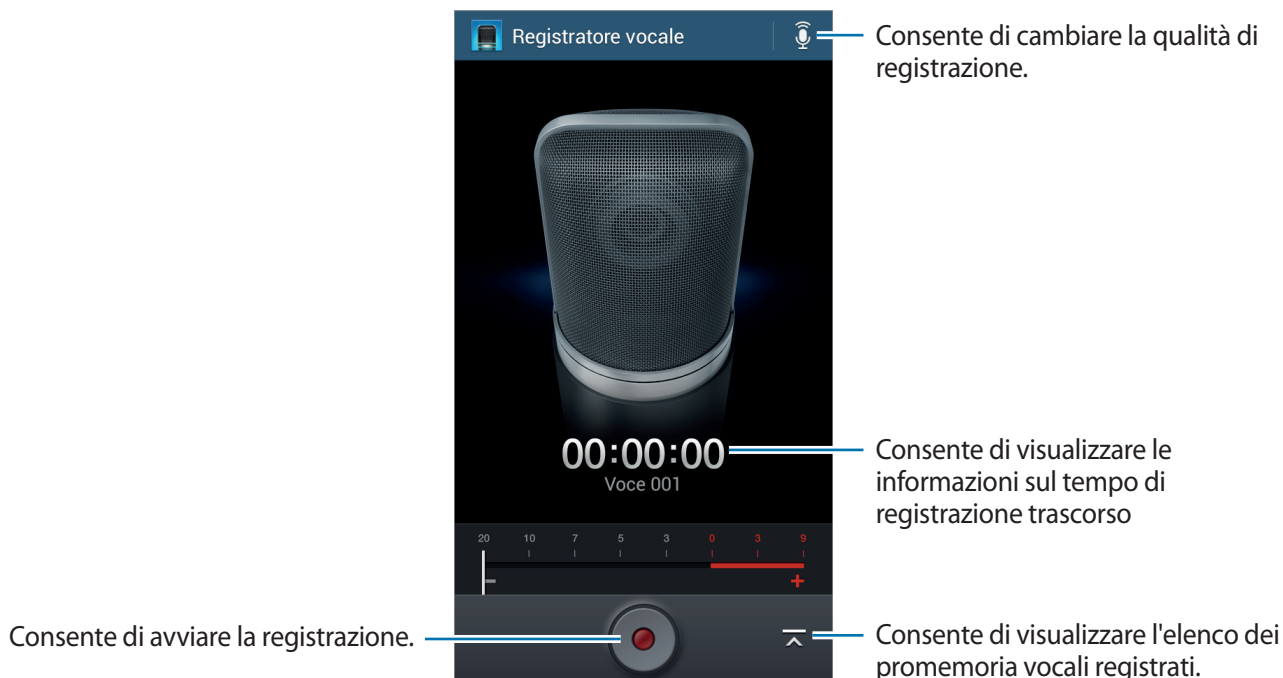 Registratore vocale
Consente di cambiare la qualità di
registrazione.
00:00:00
Voce 001
Consente di visualizzare le
informazioni sul tempo di
registrazione trascorso
20 10 7 5 3 0 3 9
- +
Consente di avviare la registrazione.
Consente di visualizzare l'elenco dei
promemoria vocali registrati.